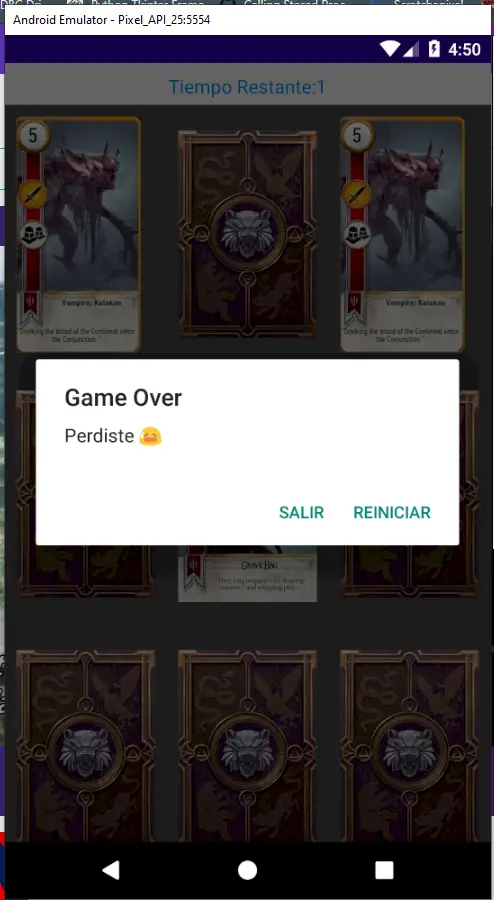 Android Emulator - Pixel_API_25:5554
4:50
Tiempo Restante:1
5
5
Vampire: Katakan
Vampire: Katakan
"Drinking the blood of the Continent since
the Conjunction."
"Drinking the blood of the Continent since
the Conjunction."
Game Over
Perdiste 😭
SALIR
REINICIAR
GRAVE HAG